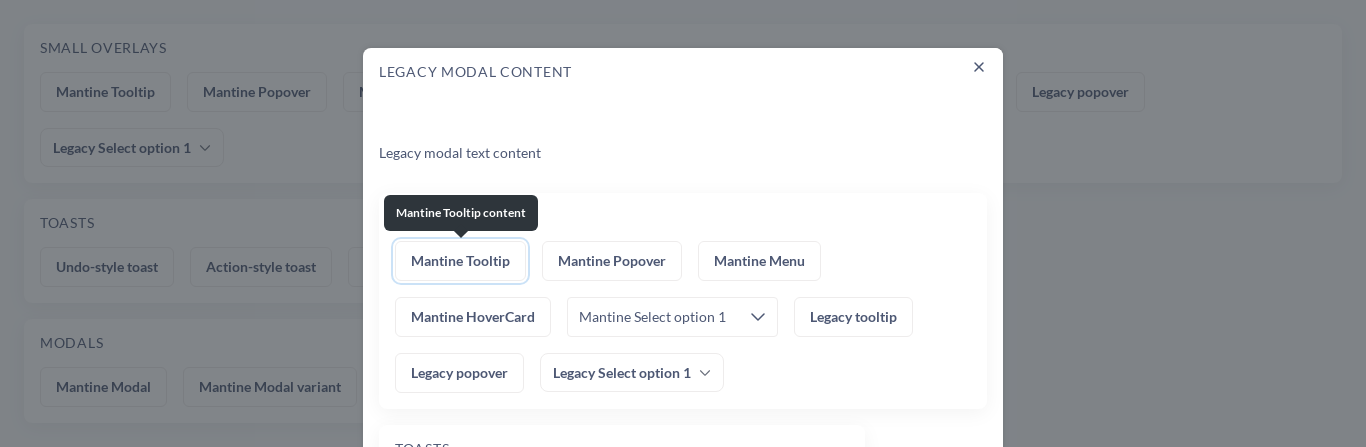 SMALL OVERLAYS
Mantine Tooltip
Mantine Popover
Legacy popover
Legacy Select option 1
TOASTS
Undo-style toast
Action-style toast
MODALS
Mantine Modal
Mantine Modal variant
LEGACY MODAL CONTENT
Legacy modal text content
Mantine Tooltip content
Mantine Tooltip
Mantine Popover
Mantine Menu
Mantine HoverCard
Mantine Select option 1
Legacy tooltip
Legacy popover
Legacy Select option 1
TOASTS